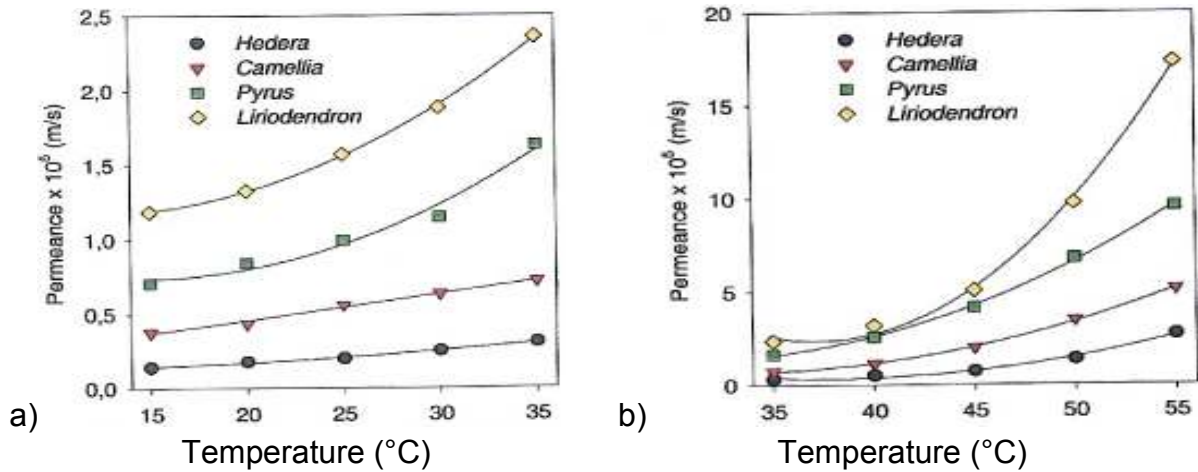 a)
Permeance x 10⁵ (m/s)
2,5
2,0
1,5
1,0
0,5
0,0
Hedera
Camellia
Pyrus
Liriodendron
15 20 25 30 35
Temperature (°C)
b)
Permeance x 10⁵ (m/s)
20
15
10
5
0
Hedera
Camellia
Pyrus
Liriodendron
35 40 45 50 55
Temperature (°C)